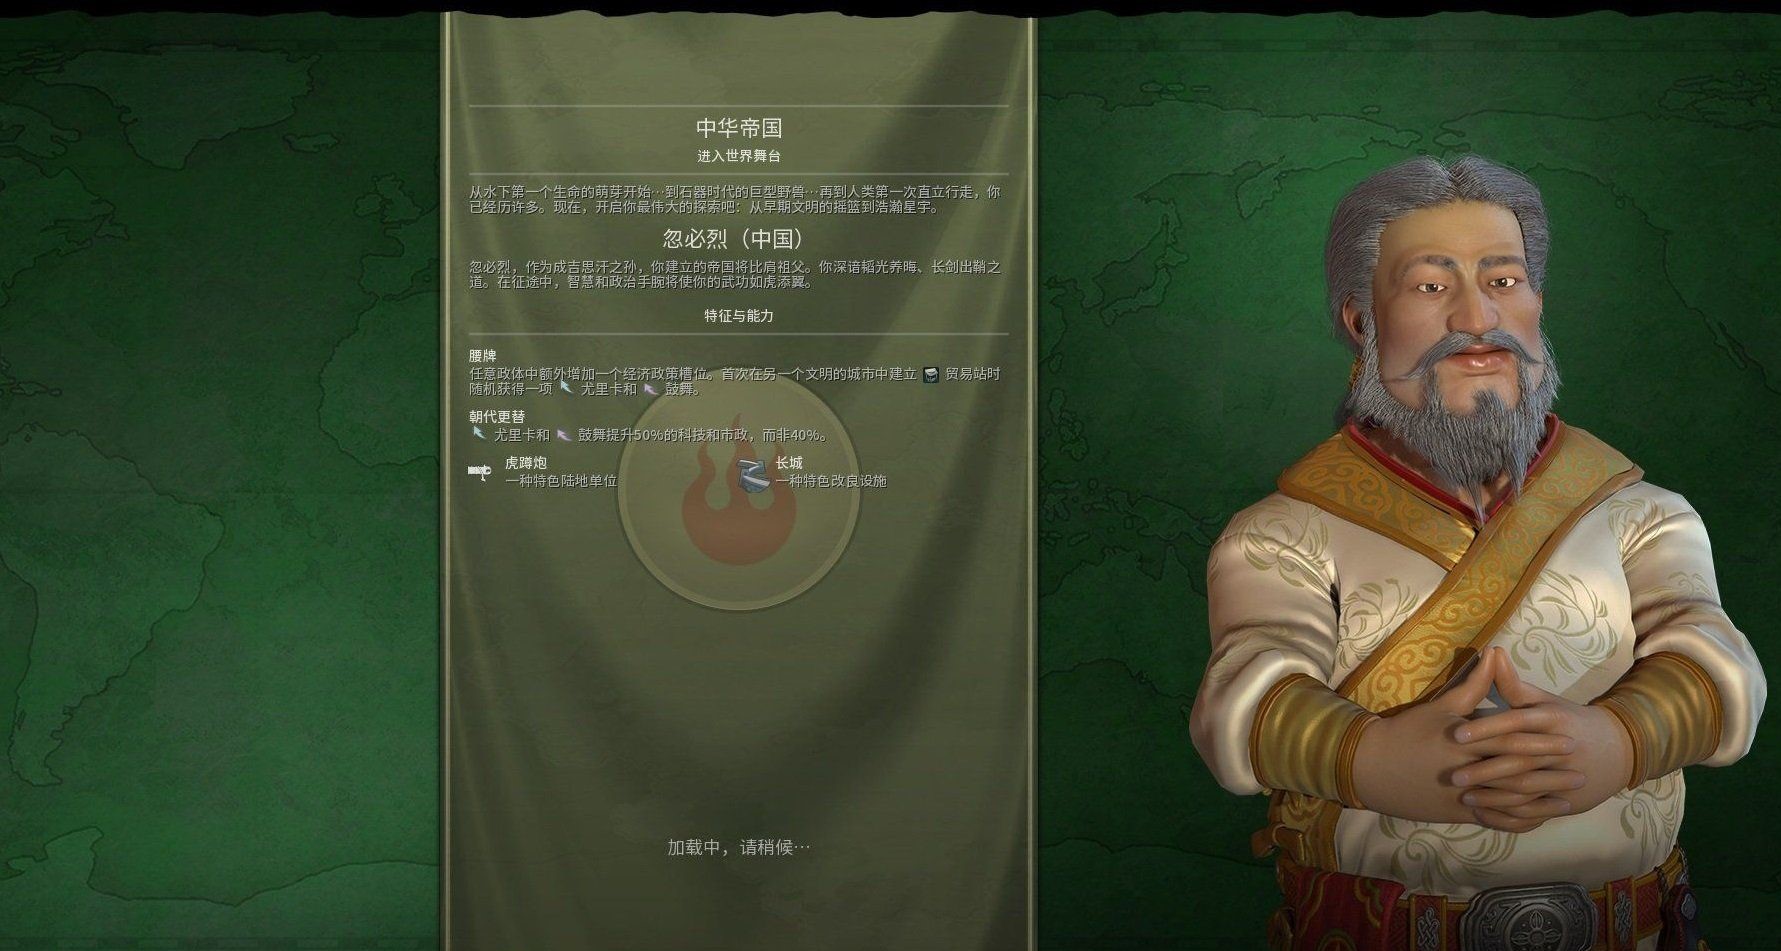 中华帝国
进入世界舞台
从水下第一个生命的萌芽开始…到石器时代的巨型野兽…再到人类第一次直立行走，你
已经历许多。现在，开启你最伟大的探索吧：从早期文明的摇篮到浩瀚星宇。
忽必烈（中国）
忽必烈，作为成吉思汗之孙，你建立的帝国将比肩祖父。你深谙韬光养晦、长剑出鞘之
道。在征途中，智慧和政治手腕将使你的武功如虎添翼。
特征与能力
腰牌
任意政体中额外增加一个经济政策槽位。首次在另一个文明的城市中建立 贸易站时
随机获得一项 尤里卡和 鼓舞。
朝代更替
尤里卡和 鼓舞提升50%的科技和市政，而非40%。
虎蹲炮
一种特色陆地单位
长城
一种特色改良设施
加载中，请稍候…